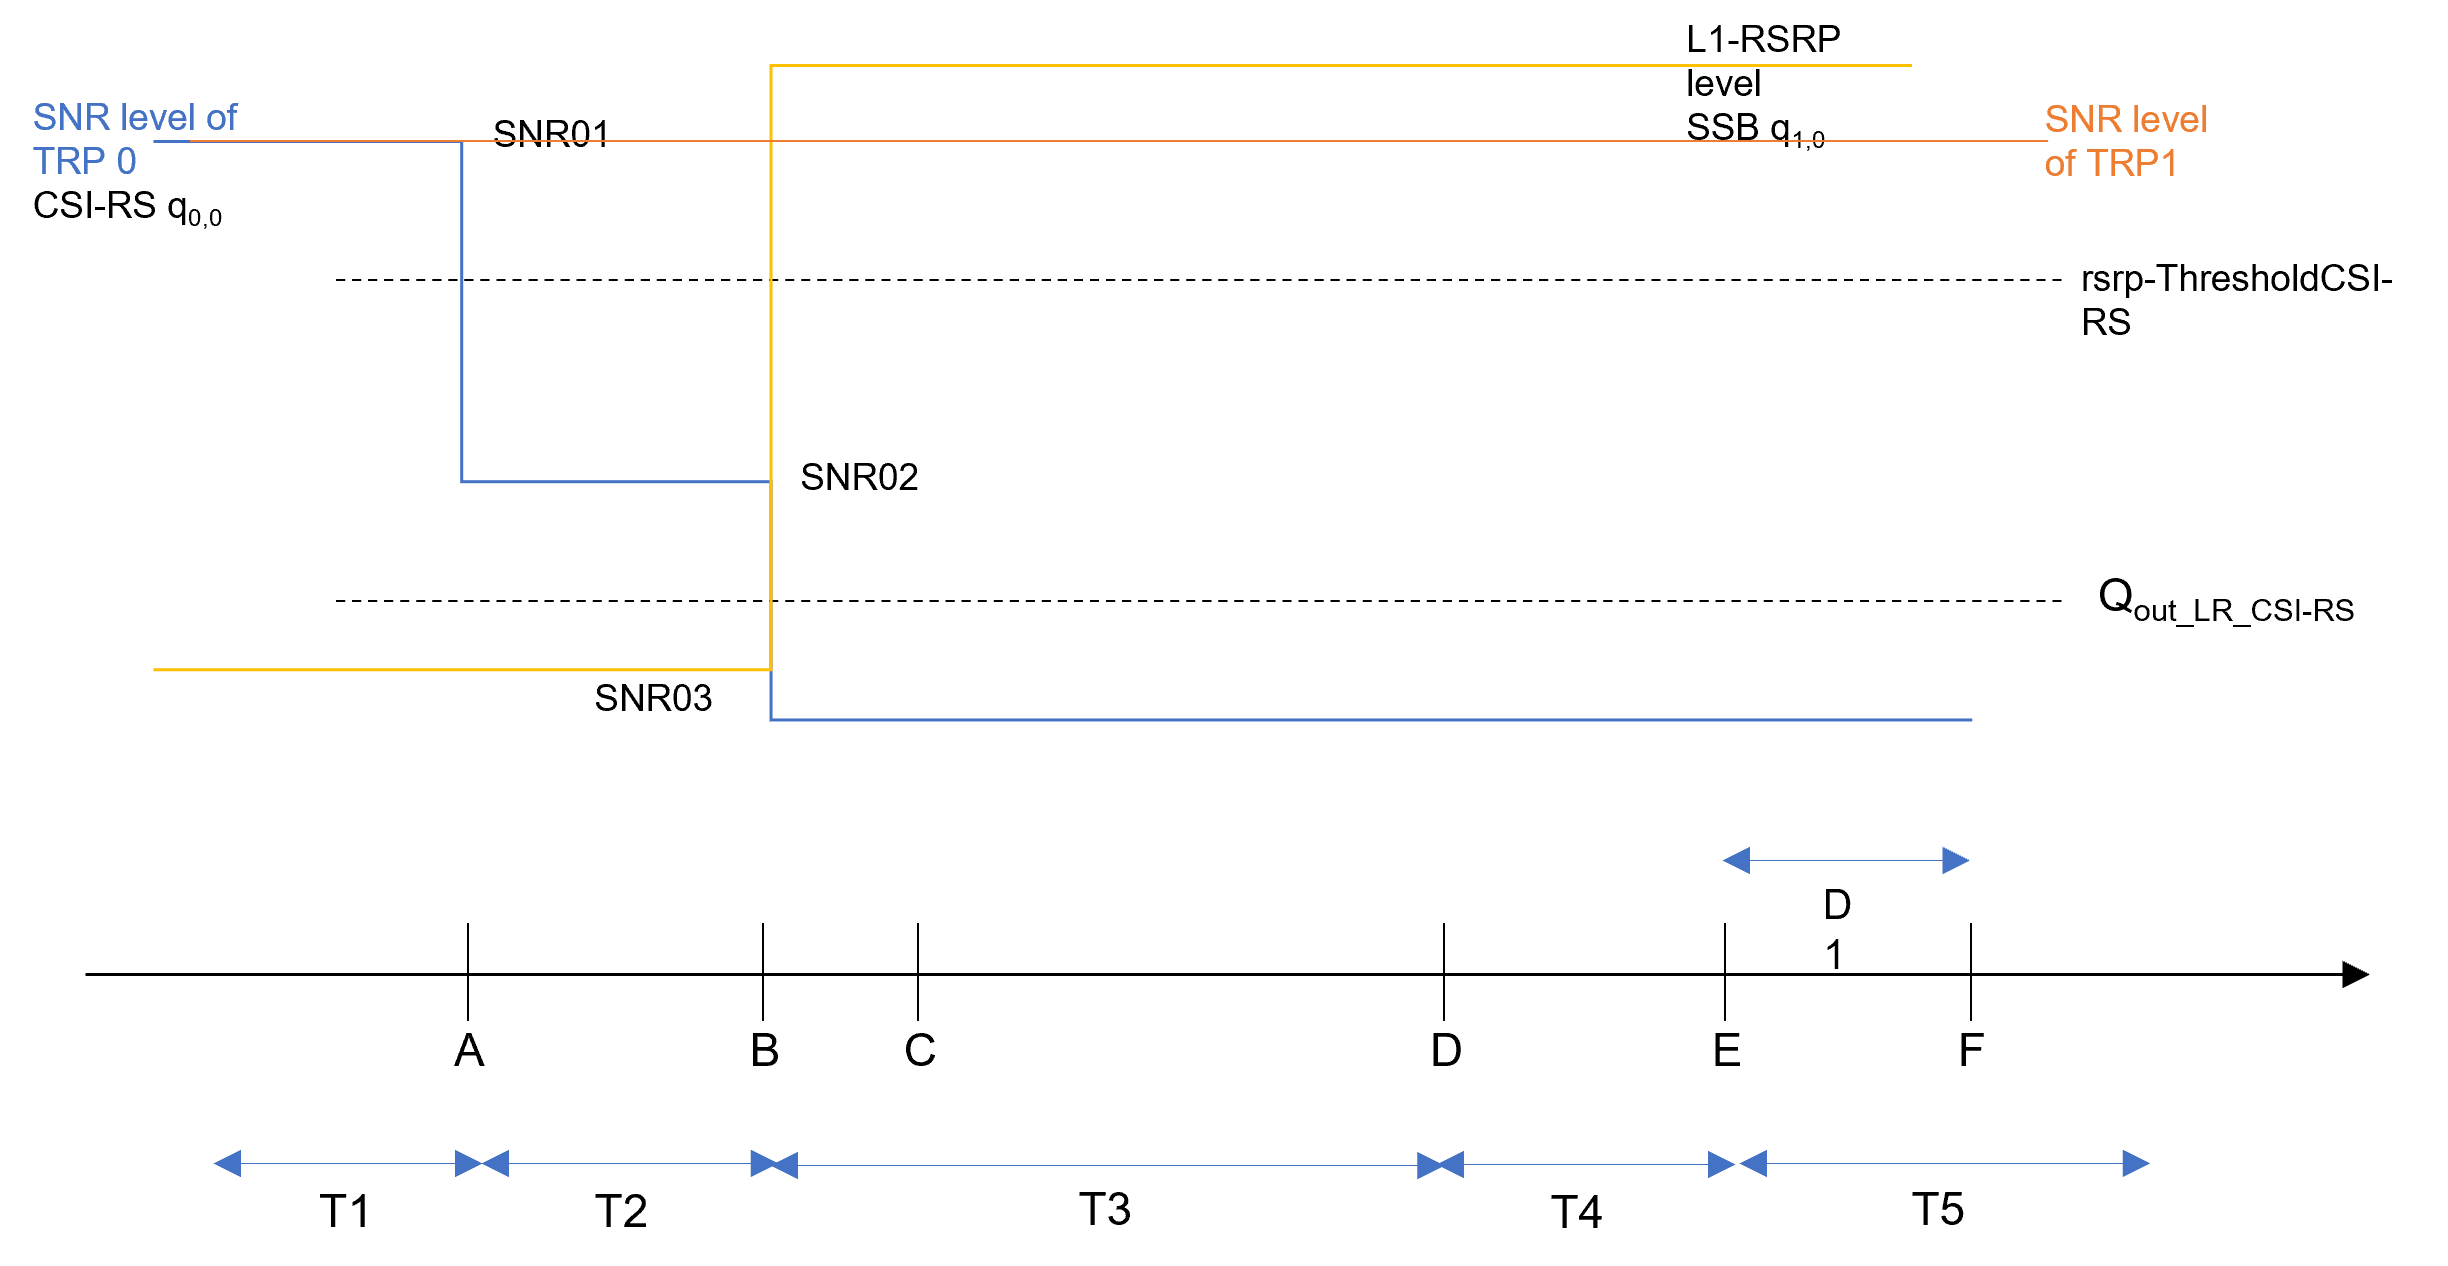 L1-RSRP
level
SSB q1,0
SNR level of
TRP 0
CSI-RS q0,0
SNR01
SNR level
of TRP1
rsrp-ThresholdCSI-
RS
SNR02
Qout_LR_CSI-RS
SNR03
D
1
A
B
C
D
E
F
T1
T2
T3
T4
T5